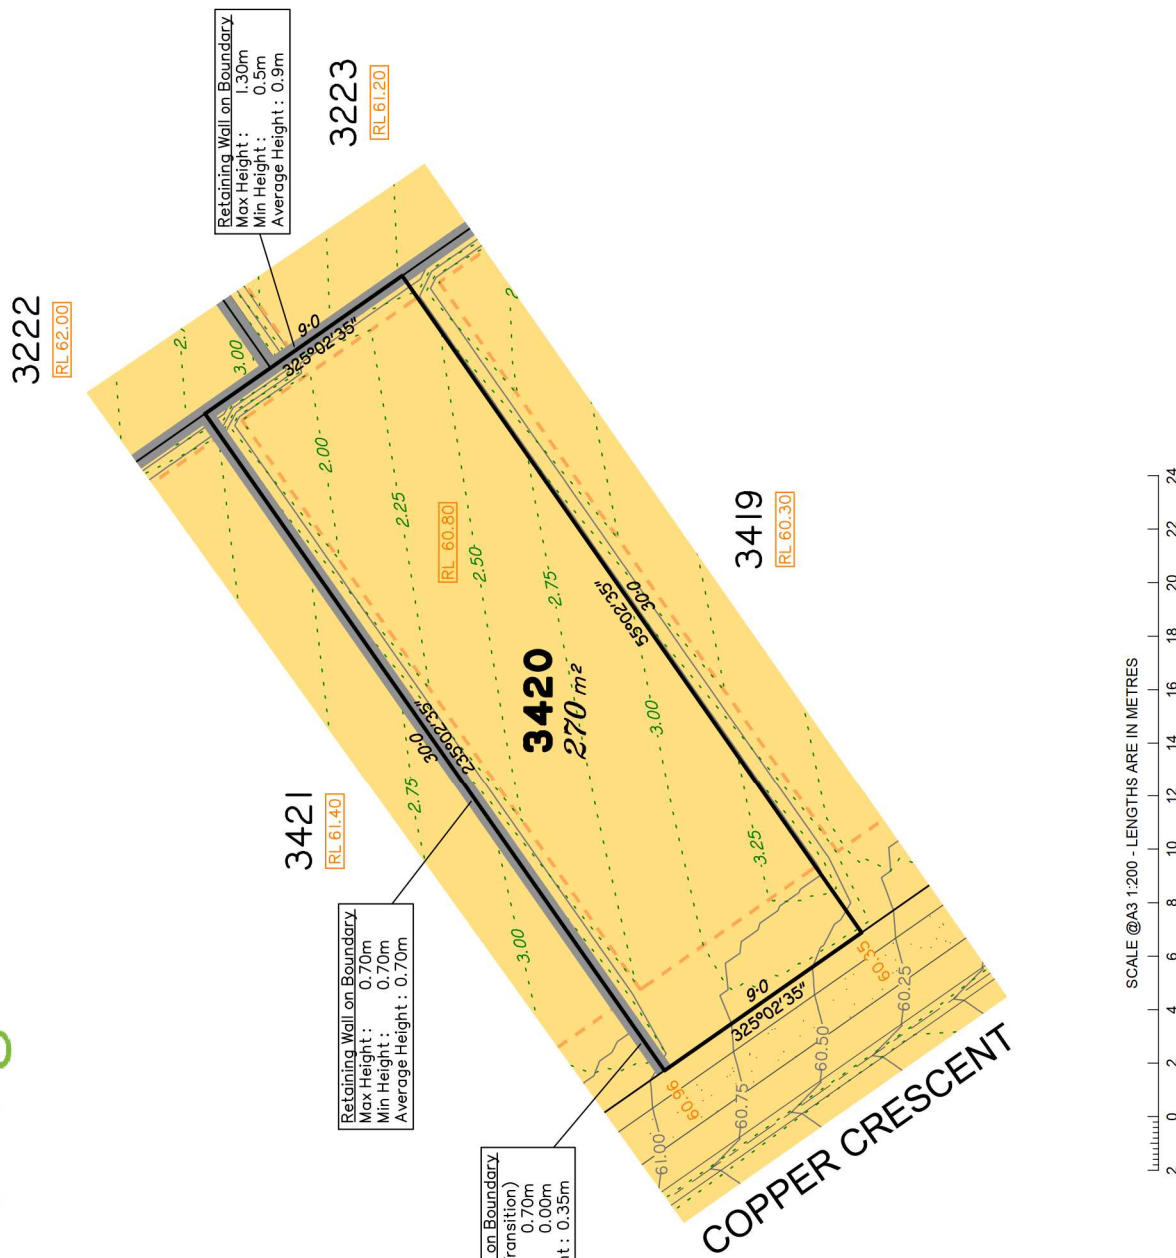 3222
RL 62.00
Retaining Wall on Boundary
Max Height : 1.30m
Min Height : 0.5m
Average Height : 0.9m
3223
RL 61.20
2.
3.00
9·0
325°02'35"
2
2.00
2.25
RL 60.80
2.50
2.75
3420
270 m²
3.00
3.25
30·0
55°02'35"
3419
RL 60.30
30·0
235°02'35"
2.75
3421
RL 61.40
3.00
Retaining Wall on Boundary
Max Height : 0.70m
Min Height : 0.70m
Average Height : 0.70m
on Boundary
ransition)
0.70m
0.00m
t : 0.35m
9·0
325°02'35"
60.96
60.35
61.00
60.75
60.50
60.25
COPPER CRESCENT
SCALE @A3 1:200 - LENGTHS ARE IN METRES
2 0 2 4 6 8 10 12 14 16 18 20 22 24